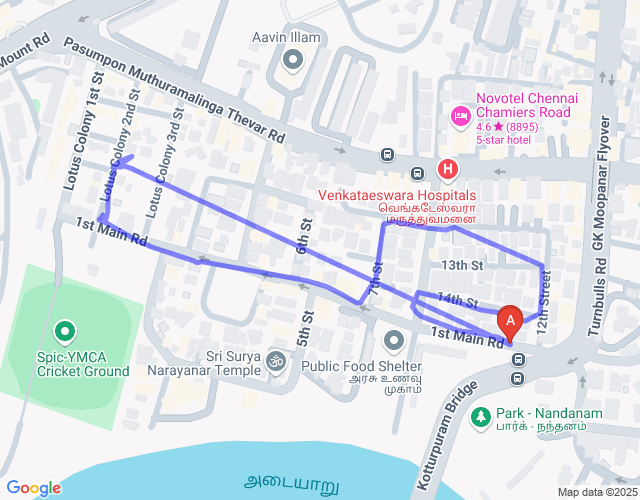 Mount Rd
Aavin Illam
Pasumpon Muthuramalinga Thevar Rd
Lotus Colony 1st St
Lotus Colony 2nd St
Lotus Colony 3rd St
Novotel Chennai
Chamiers Road
4.6★ (8895)
5-star hotel
GK Moopanar Flyover
Turnbulls Rd
H
Venkataeswara Hospitals
வெங்கடேஸ்வரா
மருத்துவமனை
1st Main Rd
6th St
7th St
13th St
14th St
12th Street
A
1st Main Rd
5th St
Spic-YMCA
Cricket Ground
Sri Surya
Narayanar Temple
Public Food Shelter
அரசு உணவு
முகாம்
Kotturpuram Bridge
Park - Nandanam
பார்க் - நந்தனம்
அடையாறு
Google
Map data ©2025